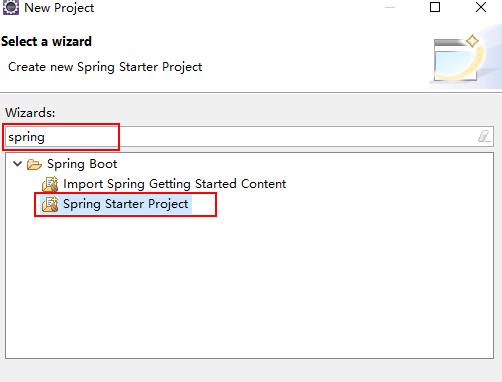 New Project
Select a wizard
Create new Spring Starter Project
Wizards:
spring
Spring Boot
Import Spring Getting Started Content
Spring Starter Project